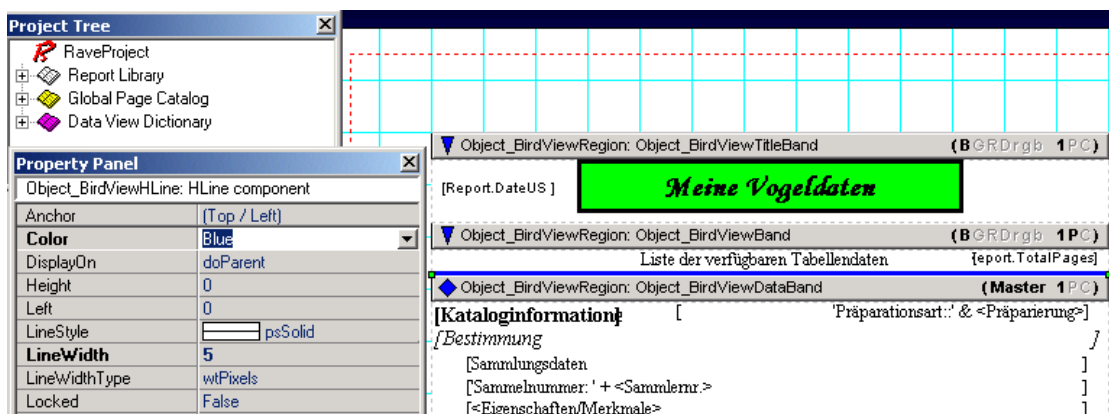 Project Tree
RaveProject
Report Library
Global Page Catalog
Data View Dictionary
Property Panel
Object_BirdViewHLine: HLine component
Anchor (Top / Left)
Color Blue
DisplayOn doParent
Height 0
Left 0
LineStyle psSolid
LineWidth 5
LineWidthType wtPixels
Locked False
Object_BirdViewRegion: Object_BirdViewTitleBand (BGRDrgb 1PC)
[Report.DateUS ] Meine Vogeldaten
Object_BirdViewRegion: Object_BirdViewBand (BGRDrgb 1PC)
Liste der verfügbaren Tabellendaten [eport.TotalPages]
Object_BirdViewRegion: Object_BirdViewDataBand (Master 1PC)
[Kataloginformation] [ 'Präparationsart::' & <Präparierung>]
[Bestimmung ]
[Sammlungsdaten ]
['Sammelnummer: ' + <Sammlernr.> ]
[<Eigenschaften/Merkmale> ]